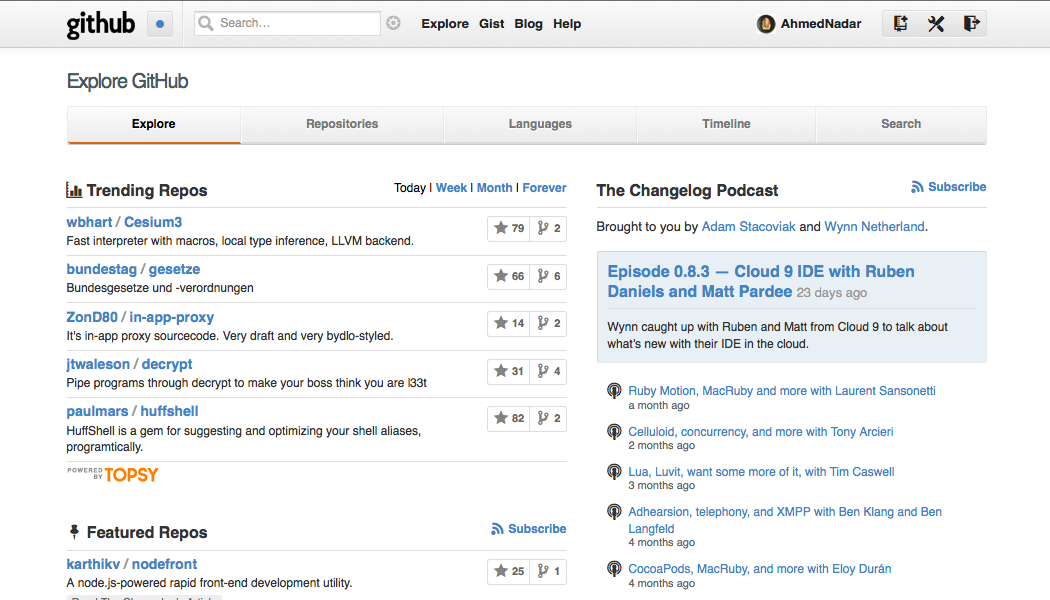 github
Search...
Explore Gist Blog Help
AhmedNadar
Explore GitHub
Explore
Repositories
Languages
Timeline
Search
Trending Repos
Today | Week | Month | Forever
wbhart / Cesium3
Fast interpreter with macros, local type inference, LLVM backend.
79 2
bundestag / gesetze
Bundesgesetze und -verordnungen
66 6
ZonD80 / in-app-proxy
It's in-app proxy sourcecode. Very draft and very bydlo-styled.
14 2
jtwaleson / decrypt
Pipe programs through decrypt to make your boss think you are l33t
31 4
paulmars / huffshell
HuffShell is a gem for suggesting and optimizing your shell aliases,
programtically.
82 2
POWERED
BY TOPSY
Featured Repos
Subscribe
karthikv / nodefront
A node.js-powered rapid front-end development utility.
25 1
The Changelog Podcast
Subscribe
Brought to you by Adam Stacoviak and Wynn Netherland.
Episode 0.8.3 — Cloud 9 IDE with Ruben
Daniels and Matt Pardee 23 days ago
Wynn caught up with Ruben and Matt from Cloud 9 to talk about
what's new with their IDE in the cloud.
Ruby Motion, MacRuby and more with Laurent Sansonetti
a month ago
Celluloid, concurrency, and more with Tony Arcieri
2 months ago
Lua, Luvit, want some more of it, with Tim Caswell
3 months ago
Adhearsion, telephony, and XMPP with Ben Klang and Ben
Langfeld
4 months ago
CocoaPods, MacRuby, and more with Eloy Durán
4 months ago